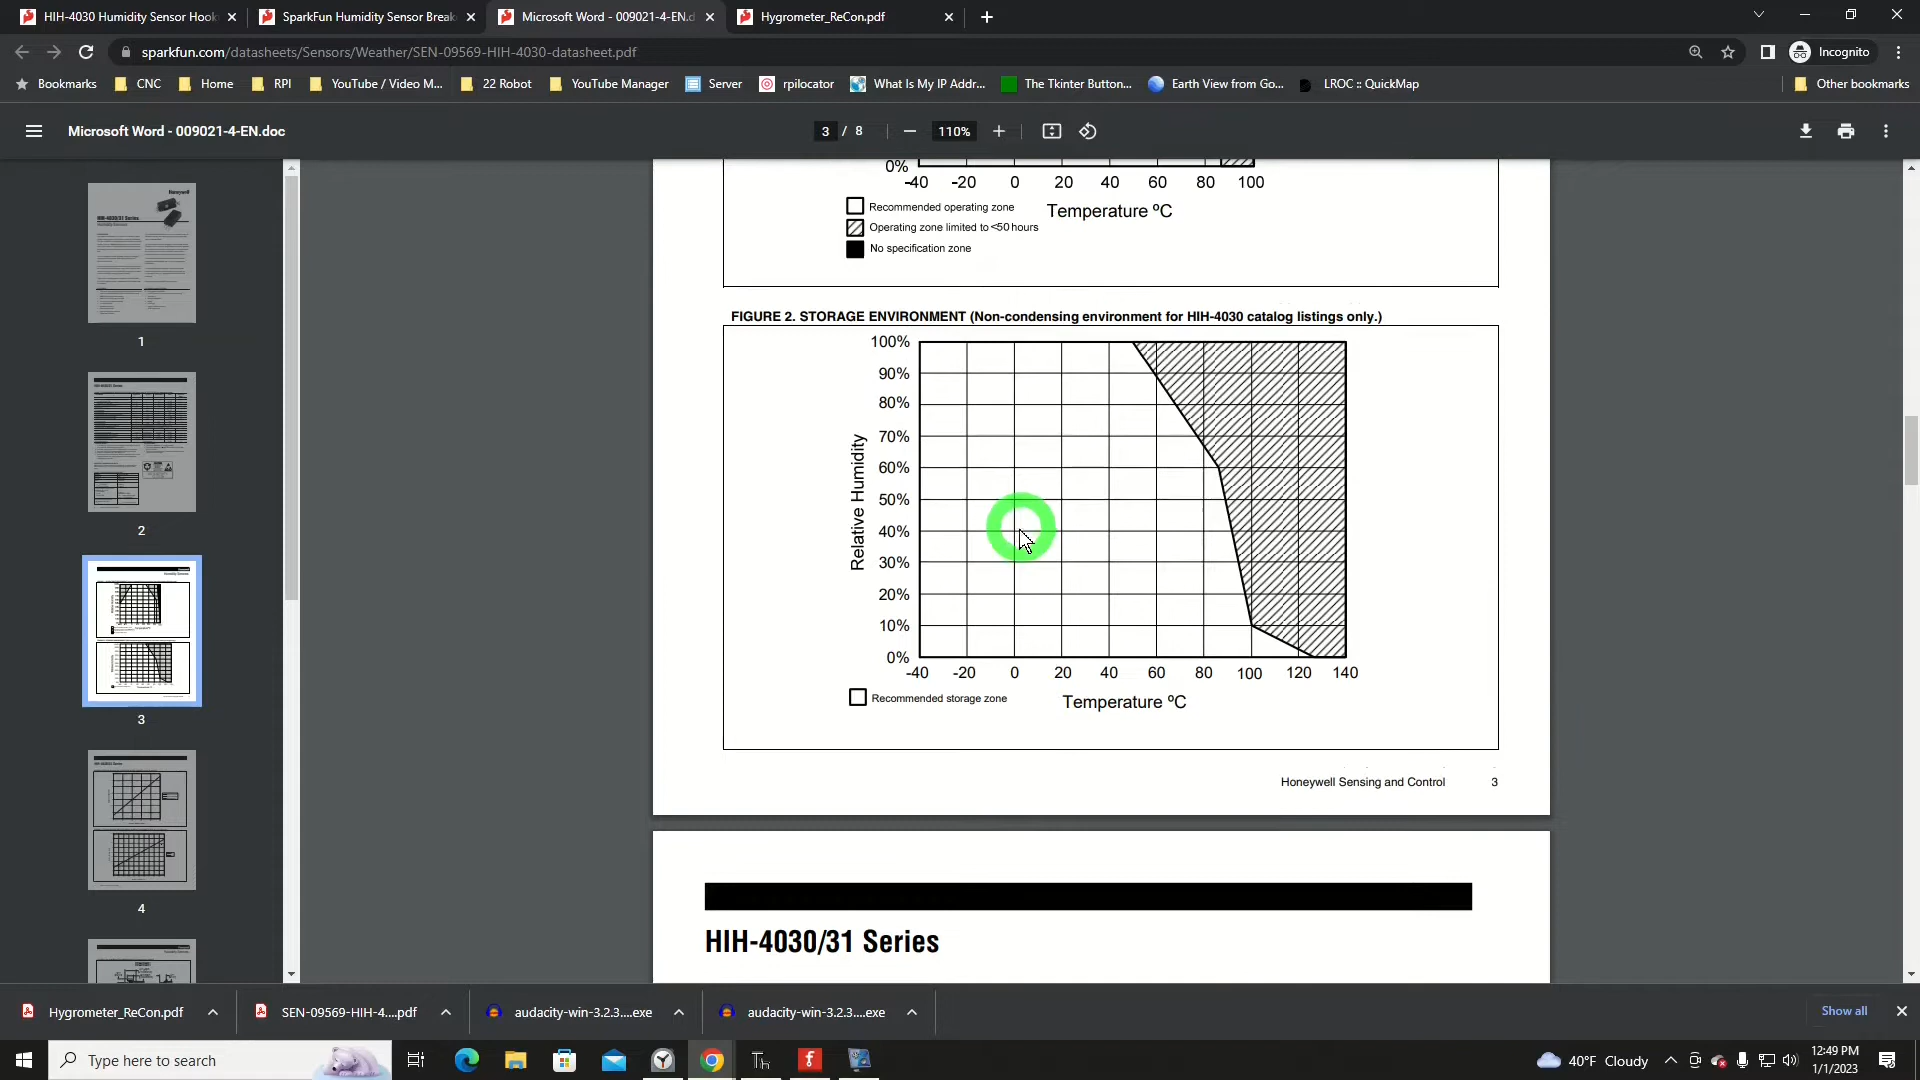 HIH-4030 Humidity Sensor Hook
SparkFun Humidity Sensor Break
Microsoft Word - 009021-4-EN.d
Hygrometer_ReCon.pdf
sparkfun.com/datasheets/Sensors/Weather/SEN-09569-HIH-4030-datasheet.pdf
Incognito
Bookmarks
CNC
Home
RPI
YouTube / Video M...
22 Robot
YouTube Manager
Server
rpilocator
What Is My IP Addr...
The Tkinter Button...
Earth View from Go...
LROC :: QuickMap
Other bookmarks
Microsoft Word - 009021-4-EN.doc
3 / 8
110%
1
2
3
4
0%
-40 -20 0 20 40 60 80 100
Temperature ºC
Recommended operating zone
Operating zone limited to <50 hours
No specification zone
FIGURE 2. STORAGE ENVIRONMENT (Non-condensing environment for HIH-4030 catalog listings only.)
100%
90%
80%
70%
60%
50%
40%
30%
20%
10%
0%
Relative Humidity
-40 -20 0 20 40 60 80 100 120 140
Recommended storage zone
Temperature ºC
Honeywell Sensing and Control 3
HIH-4030/31 Series
Hygrometer_ReCon.pdf
SEN-09569-HIH-4....pdf
audacity-win-3.2.3....exe
audacity-win-3.2.3....exe
Show all
Type here to search
40°F Cloudy
12:49 PM
1/1/2023